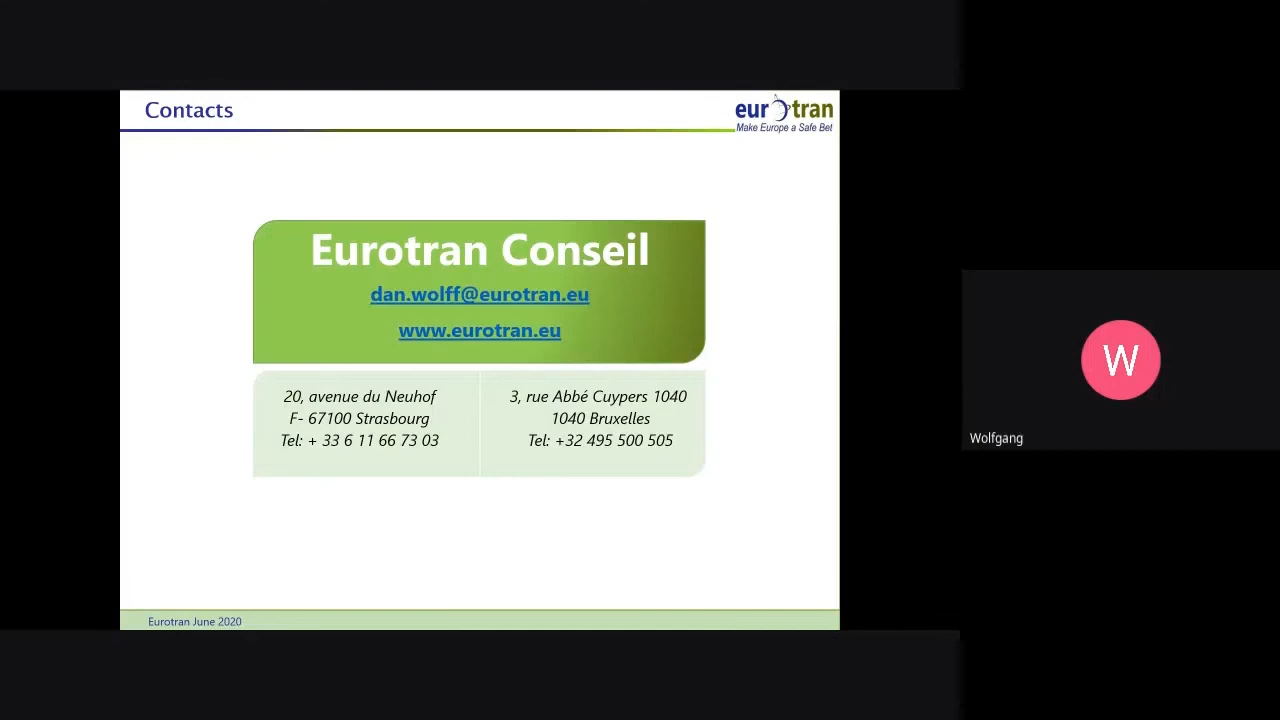 Contacts
eurotran
Make Europe a Safe Bet
Eurotran Conseil
dan.wolff@eurotran.eu
www.eurotran.eu
20, avenue du Neuhof
F- 67100 Strasbourg
Tel: + 33 6 11 66 73 03
3, rue Abbé Cuypers 1040
1040 Bruxelles
Tel: +32 495 500 505
W
Wolfgang
Eurotran June 2020